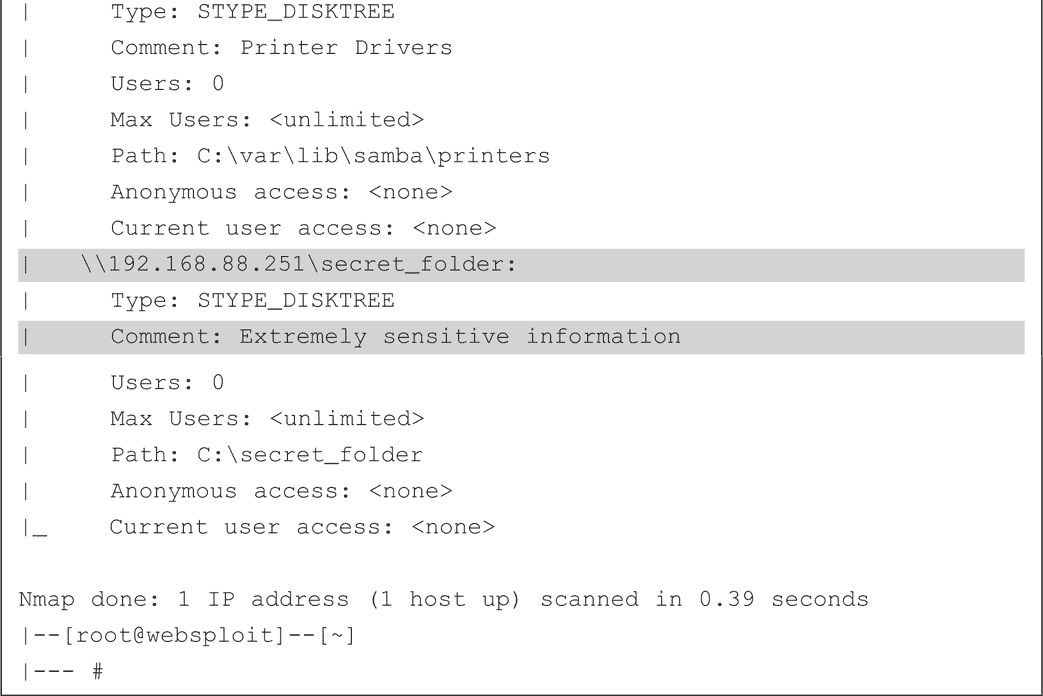 |      Type: STYPE_DISKTREE
|      Comment: Printer Drivers
|      Users: 0
|      Max Users: <unlimited>
|      Path: C:\var\lib\samba\printers
|      Anonymous access: <none>
|      Current user access: <none>
|    \\192.168.88.251\secret_folder:
|      Type: STYPE_DISKTREE
|      Comment: Extremely sensitive information
|      Users: 0
|      Max Users: <unlimited>
|      Path: C:\secret_folder
|      Anonymous access: <none>
|_     Current user access: <none>
Nmap done: 1 IP address (1 host up) scanned in 0.39 seconds
|--[root@websploit]--[~]
|--- #